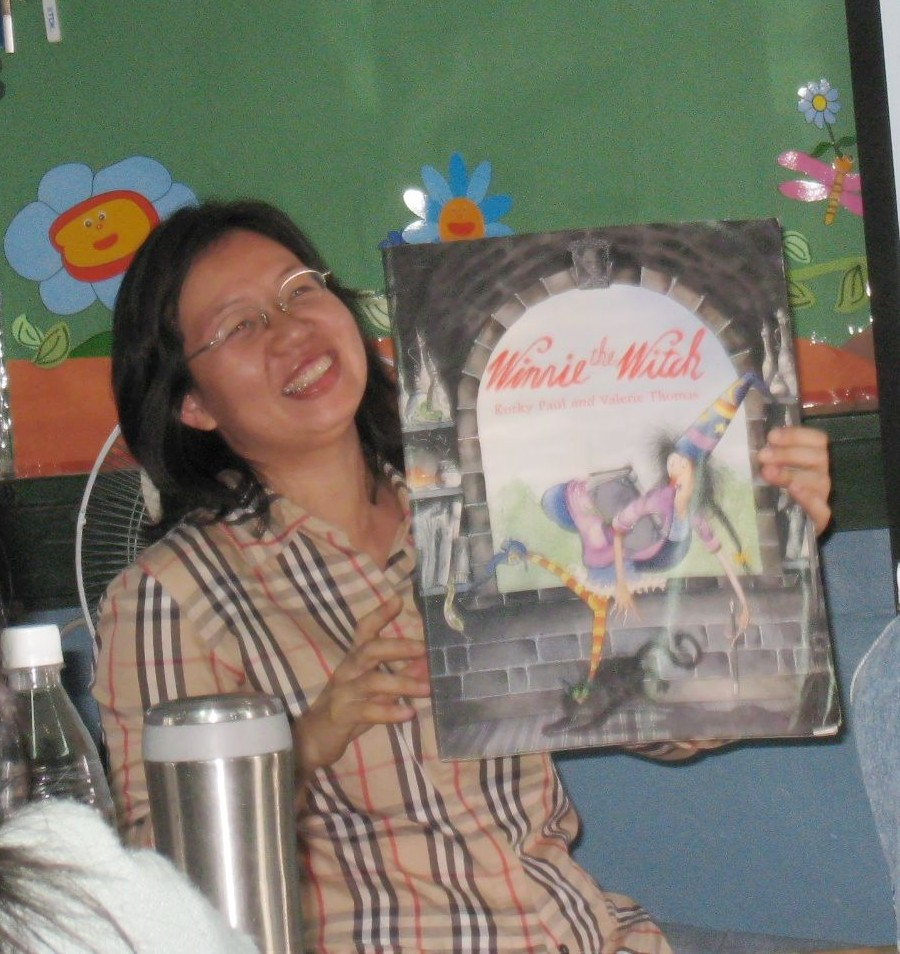 Winnie the Witch
Korky Paul and Valerie Thomas